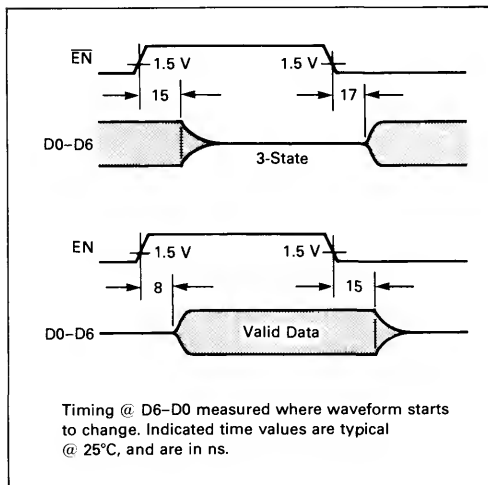 EN
1.5 V
1.5 V
15
17
D0–D6
3-State
EN
1.5 V
1.5 V
8
15
D0–D6
Valid Data
Timing @ D6–D0 measured where waveform starts
to change. Indicated time values are typical
@ 25°C, and are in ns.